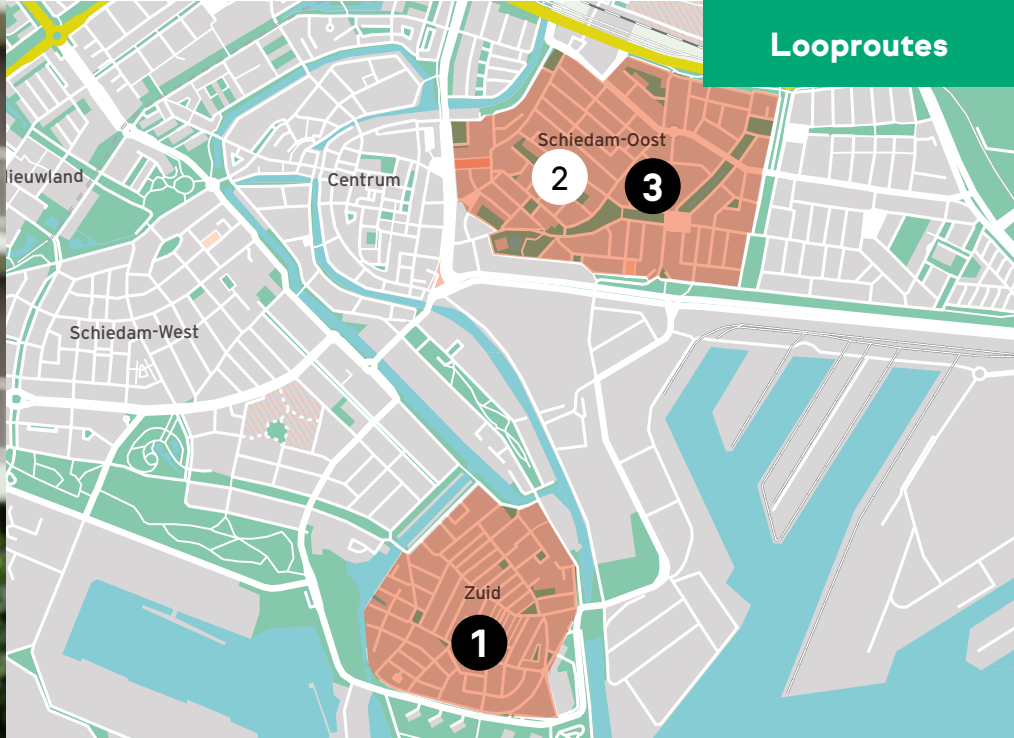 Looproutes
Schiedam-Oost
2
3
Centrum
ieuwland
Schiedam-West
Zuid
1